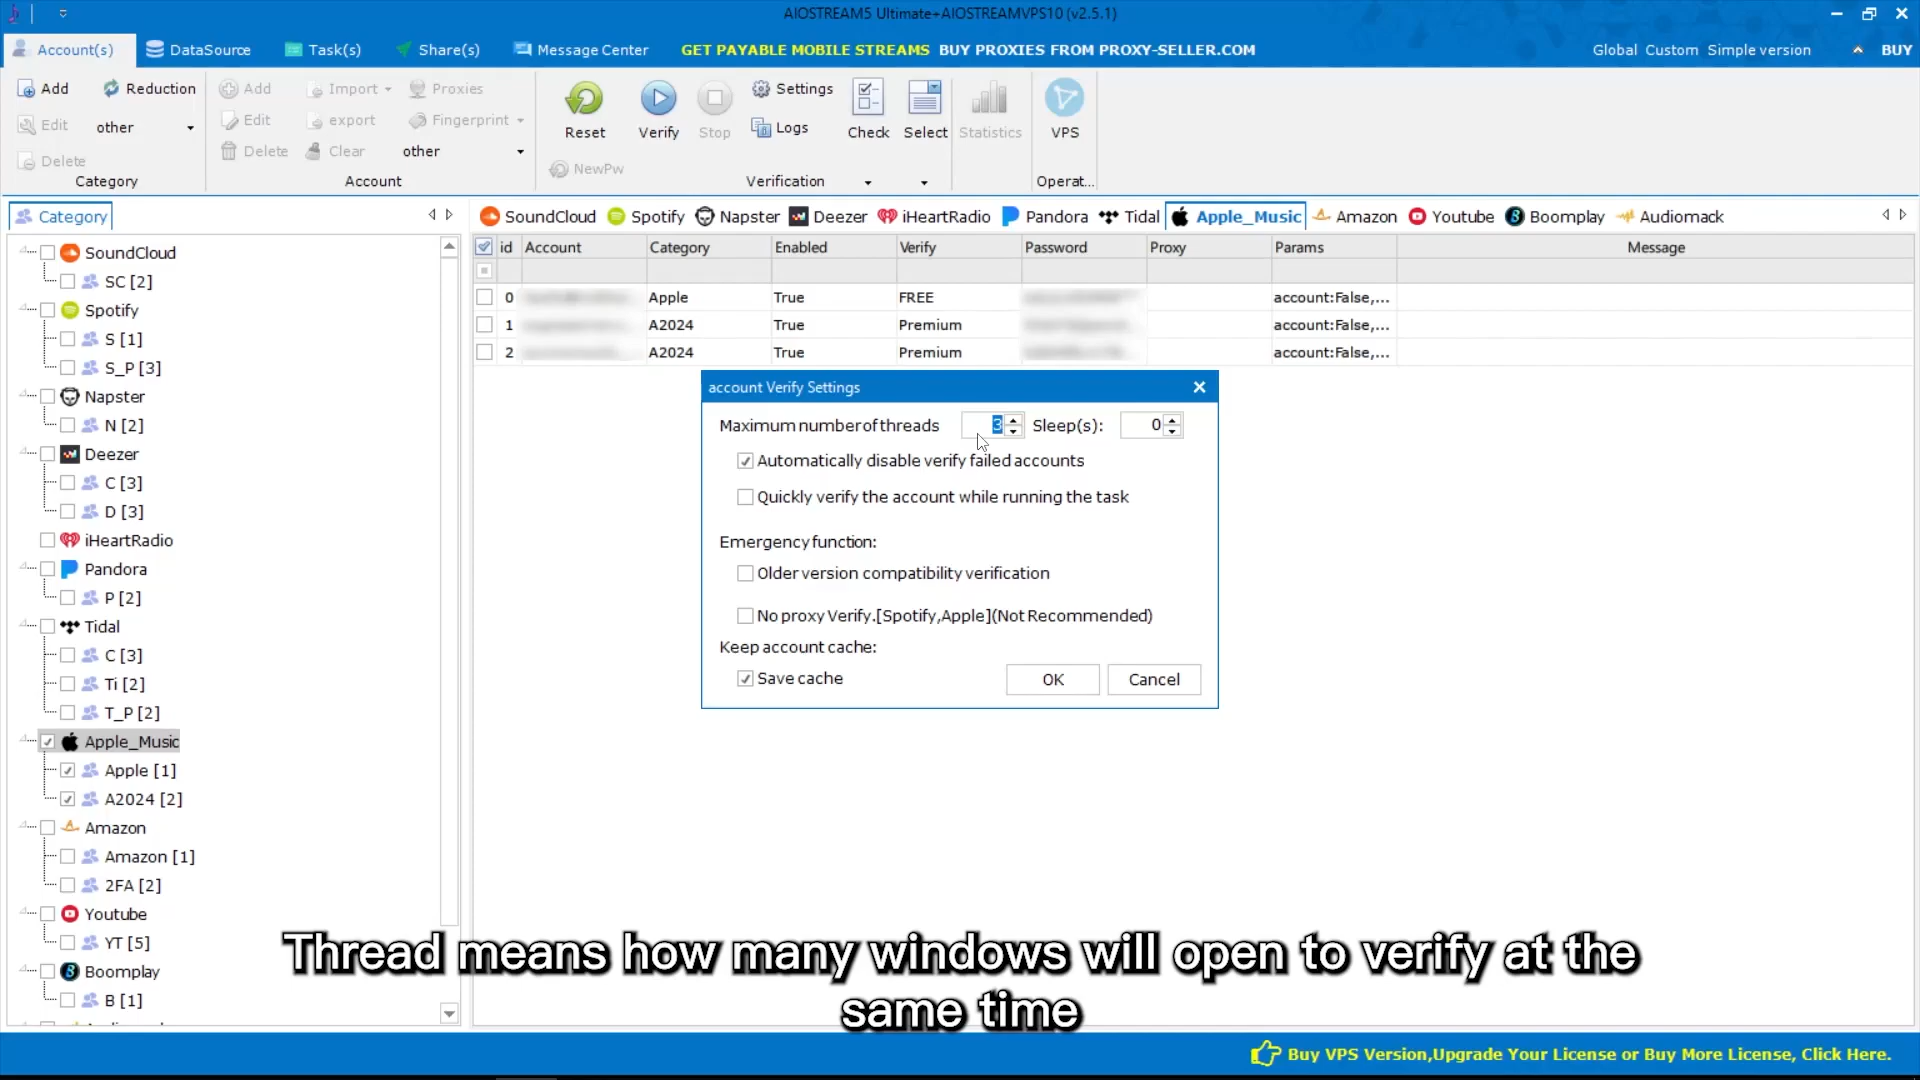 AIOSTREAM5 Ultimate+AIOSTREAMVPS10 (v2.5.1)
Account(s) DataSource Task(s) Share(s) Message Center GET PAYABLE MOBILE STREAMS BUY PROXIES FROM PROXY-SELLER.COM Global Custom Simple version BUY
Add Reduction Add Import Proxies Settings
Edit other Edit export Fingerprint Logs
Delete Delete Clear other
Reset Verify Stop Check Select Statistics VPS
NewPw
Category Account Verification Operat...
Category
SoundCloud Spotify Napster Deezer iHeartRadio Pandora Tidal Apple_Music Amazon Youtube Boomplay Audiomack
id Account Category Enabled Verify Password Proxy Params Message
0 Apple True FREE account:False,...
1 A2024 True Premium account:False,...
2 A2024 True Premium account:False,...
SoundCloud
SC [2]
Spotify
S [1]
S_P [3]
Napster
N [2]
Deezer
C [3]
D [3]
iHeartRadio
Pandora
P [2]
Tidal
C [3]
Ti [2]
T_P [2]
Apple_Music
Apple [1]
A2024 [2]
Amazon
Amazon [1]
2FA [2]
Youtube
YT [5]
Boomplay
B [1]
account Verify Settings
Maximum number of threads 3 Sleep(s): 0
Automatically disable verify failed accounts
Quickly verify the account while running the task
Emergency function:
Older version compatibility verification
No proxy Verify.[Spotify,Apple](Not Recommended)
Keep account cache:
Save cache OK Cancel
Thread means how many windows will open to verify at the
same time
Buy VPS Version,Upgrade Your License or Buy More License, Click Here.